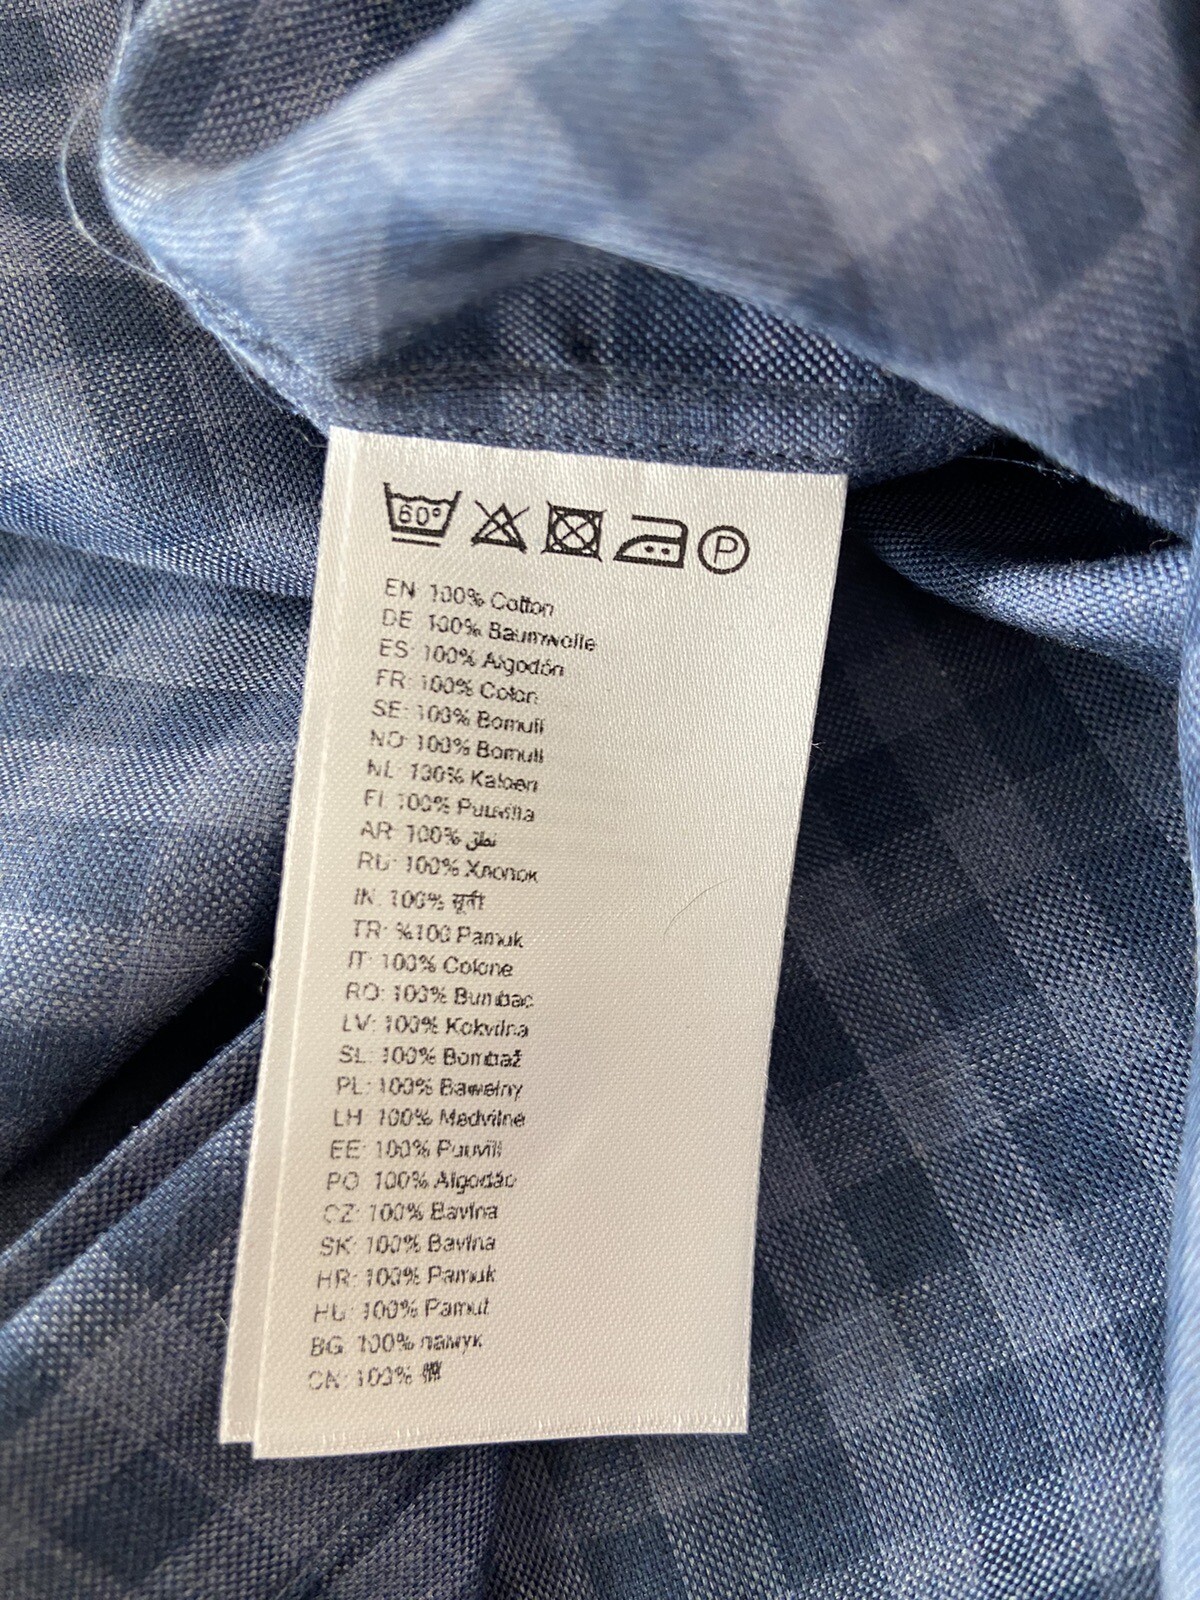 60°
P
EN: 100% Cotton
DE: 100% Baumwolle
ES: 100% Algodón
FR: 100% Coton
SE: 100% Bomull
NO: 100% Bomull
NL: 100% Katoen
FI: 100% Puuvilla
AR: 100% قطن
RU: 100% Хлопок
IN: 100% सूती
TR: %100 Pamuk
IT: 100% Cotone
RO: 100% Bumbac
LV: 100% Kokvilna
SL: 100% Bombaž
PL: 100% Bawełny
LH: 100% Medvilne
EE: 100% Puuvill
PO: 100% Algodão
CZ: 100% Bavlna
SK: 100% Bavlna
HR: 100% Pamuk
HU: 100% Pamut
BG: 100% памук
CN: 100% 棉